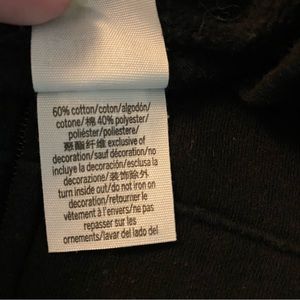 60% cotton/coton/algodón/
cotone/棉 40% polyester/
poliéster/poliestere/
聚酯纤维 exclusive of
decoration/sauf décoration/no
incluye la decoración/esclusa la
decorazione/装饰除外
turn inside out/do not iron on
decoration/retourner le
vêtement à l'envers/ne pas
repasser sur les
ornements/lavar del lado del